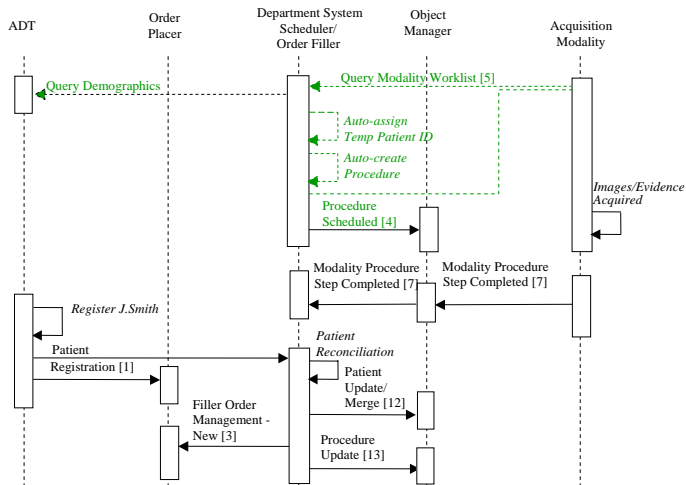 ADT
Order
Placer
Department System
Scheduler/
Order Filler
Object
Manager
Acquisition
Modality
Query Demographics
Query Modality Worklist [5]
Auto-assign
Temp Patient ID
Auto-create
Procedure
Images/Evidence
Acquired
Procedure
Scheduled [4]
Modality Procedure
Step Completed [7]
Modality Procedure
Step Completed [7]
Register J.Smith
Patient
Reconciliation
Patient
Registration [1]
Patient
Update/
Merge [12]
Filler Order
Management -
New [3]
Procedure
Update [13]